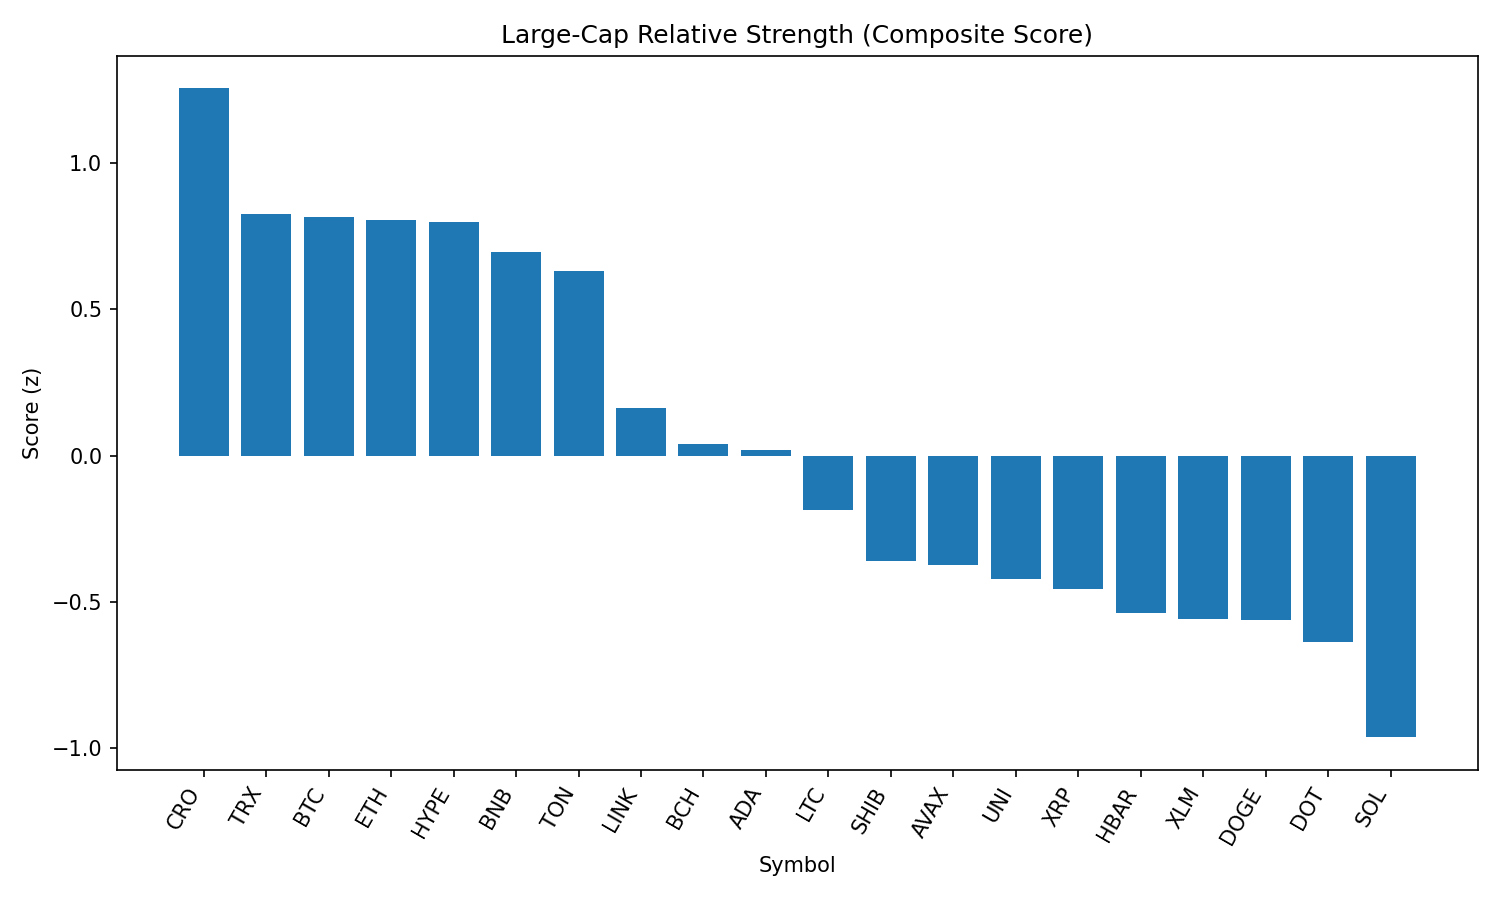 Large-Cap Relative Strength (Composite Score)
1.0
0.5
0.0
−0.5
−1.0
Score (z)
CRO
TRX
BTC
ETH
HYPE
BNB
TON
LINK
BCH
ADA
LTC
SHIB
AVAX
UNI
XRP
HBAR
XLM
DOGE
DOT
SOL
Symbol